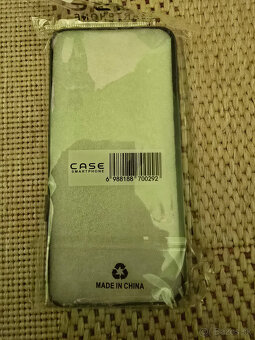 CASE
SMARTPHONE
6 988188 700292
MADE IN CHINA